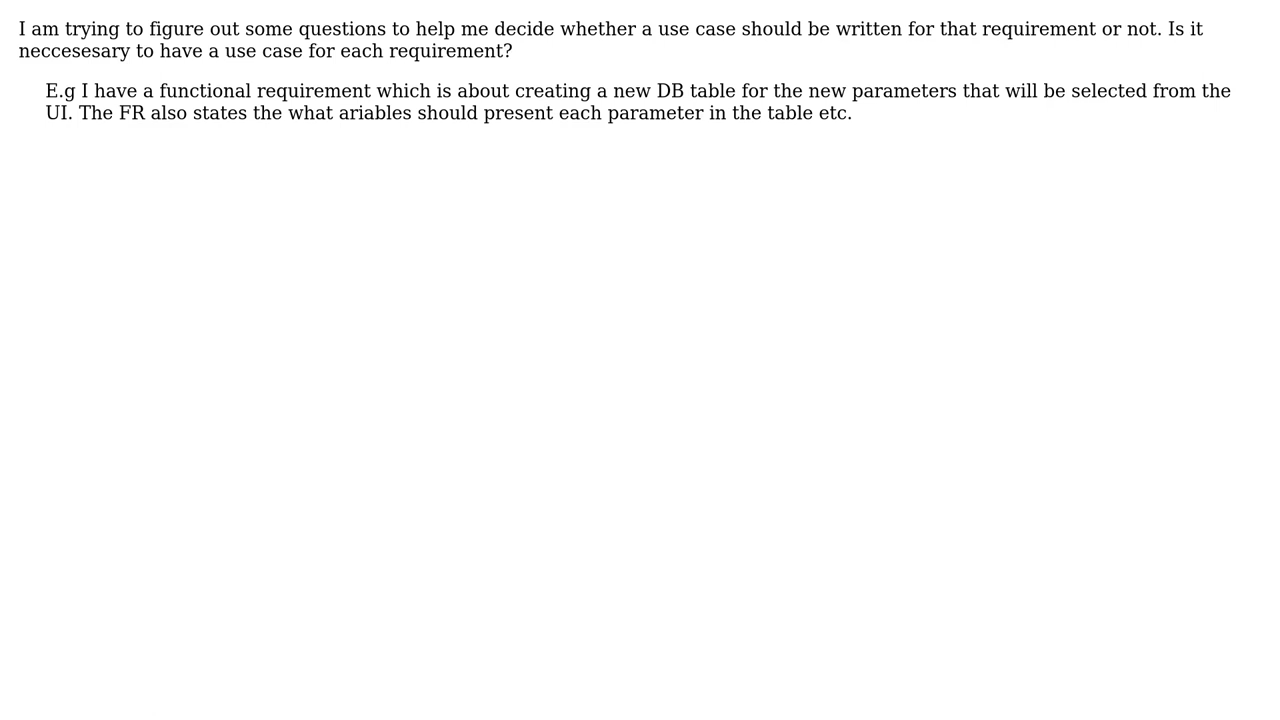 I am trying to figure out some questions to help me decide whether a use case should be written for that requirement or not. Is it
neccesesary to have a use case for each requirement?
E.g I have a functional requirement which is about creating a new DB table for the new parameters that will be selected from the
UI. The FR also states the what ariables should present each parameter in the table etc.